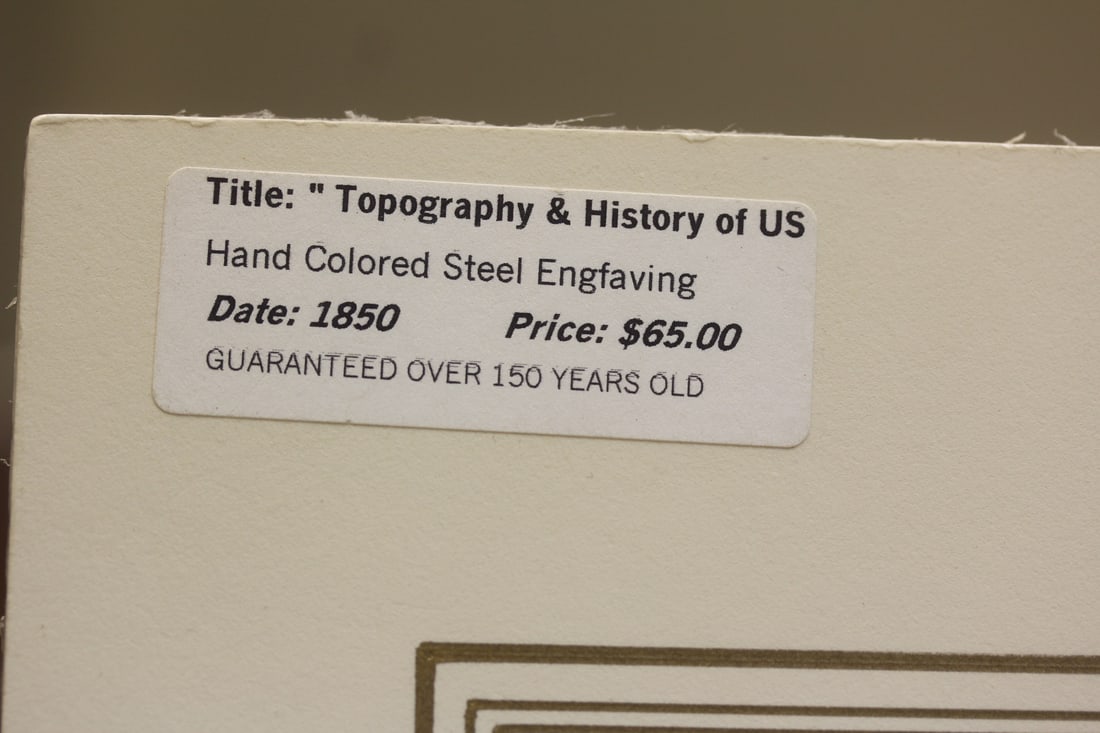 Title: " Topography & History of US
Hand Colored Steel Engfaving
Date: 1850 Price: $65.00
GUARANTEED OVER 150 YEARS OLD